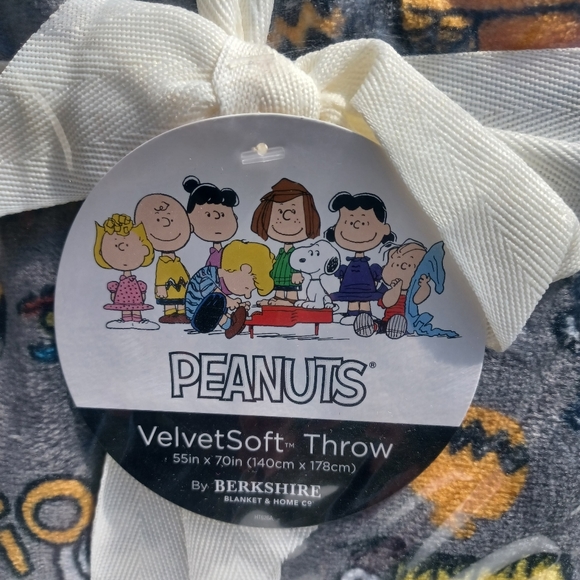 PEANUTS®
VelvetSoft™ Throw
55in x 70in (140cm x 178cm)
By BERKSHIRE
BLANKET & HOME Cº